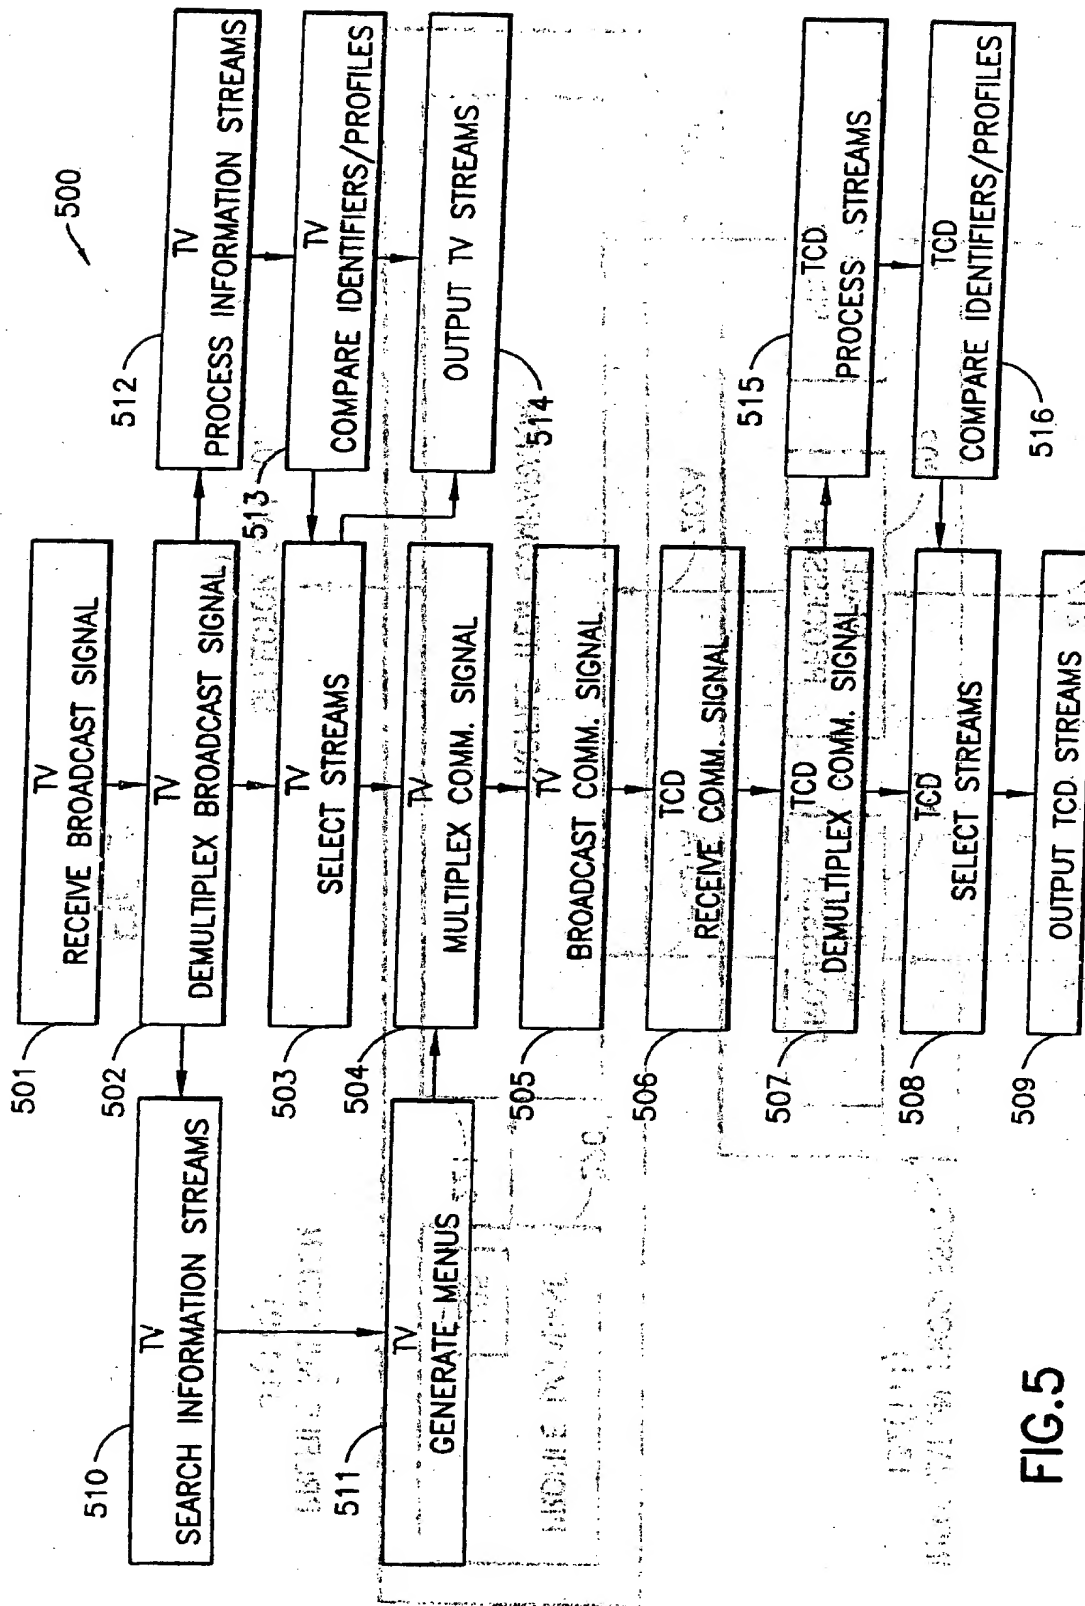 500
501
TV
RECEIVE BROADCAST SIGNAL
502
TV
DEMULTIPLEX BROADCAST SIGNAL
510
TV
SEARCH INFORMATION STREAMS
512
TV
PROCESS INFORMATION STREAMS
503
TV
SELECT STREAMS
513
TV
COMPARE IDENTIFIERS/PROFILES
511
TV
GENERATE MENUS
504
TV
MULTIPLEX COMM. SIGNAL
OUTPUT TV STREAMS
514
505
TV
BROADCAST COMM. SIGNAL
506
TCD
RECEIVE COMM. SIGNAL
507
TCD
DEMULTIPLEX COMM. SIGNAL
515
TCD
PROCESS STREAMS
508
TCD
SELECT STREAMS
TCD
COMPARE IDENTIFIERS/PROFILES
516
509
OUTPUT TCD STREAMS
FIG.5